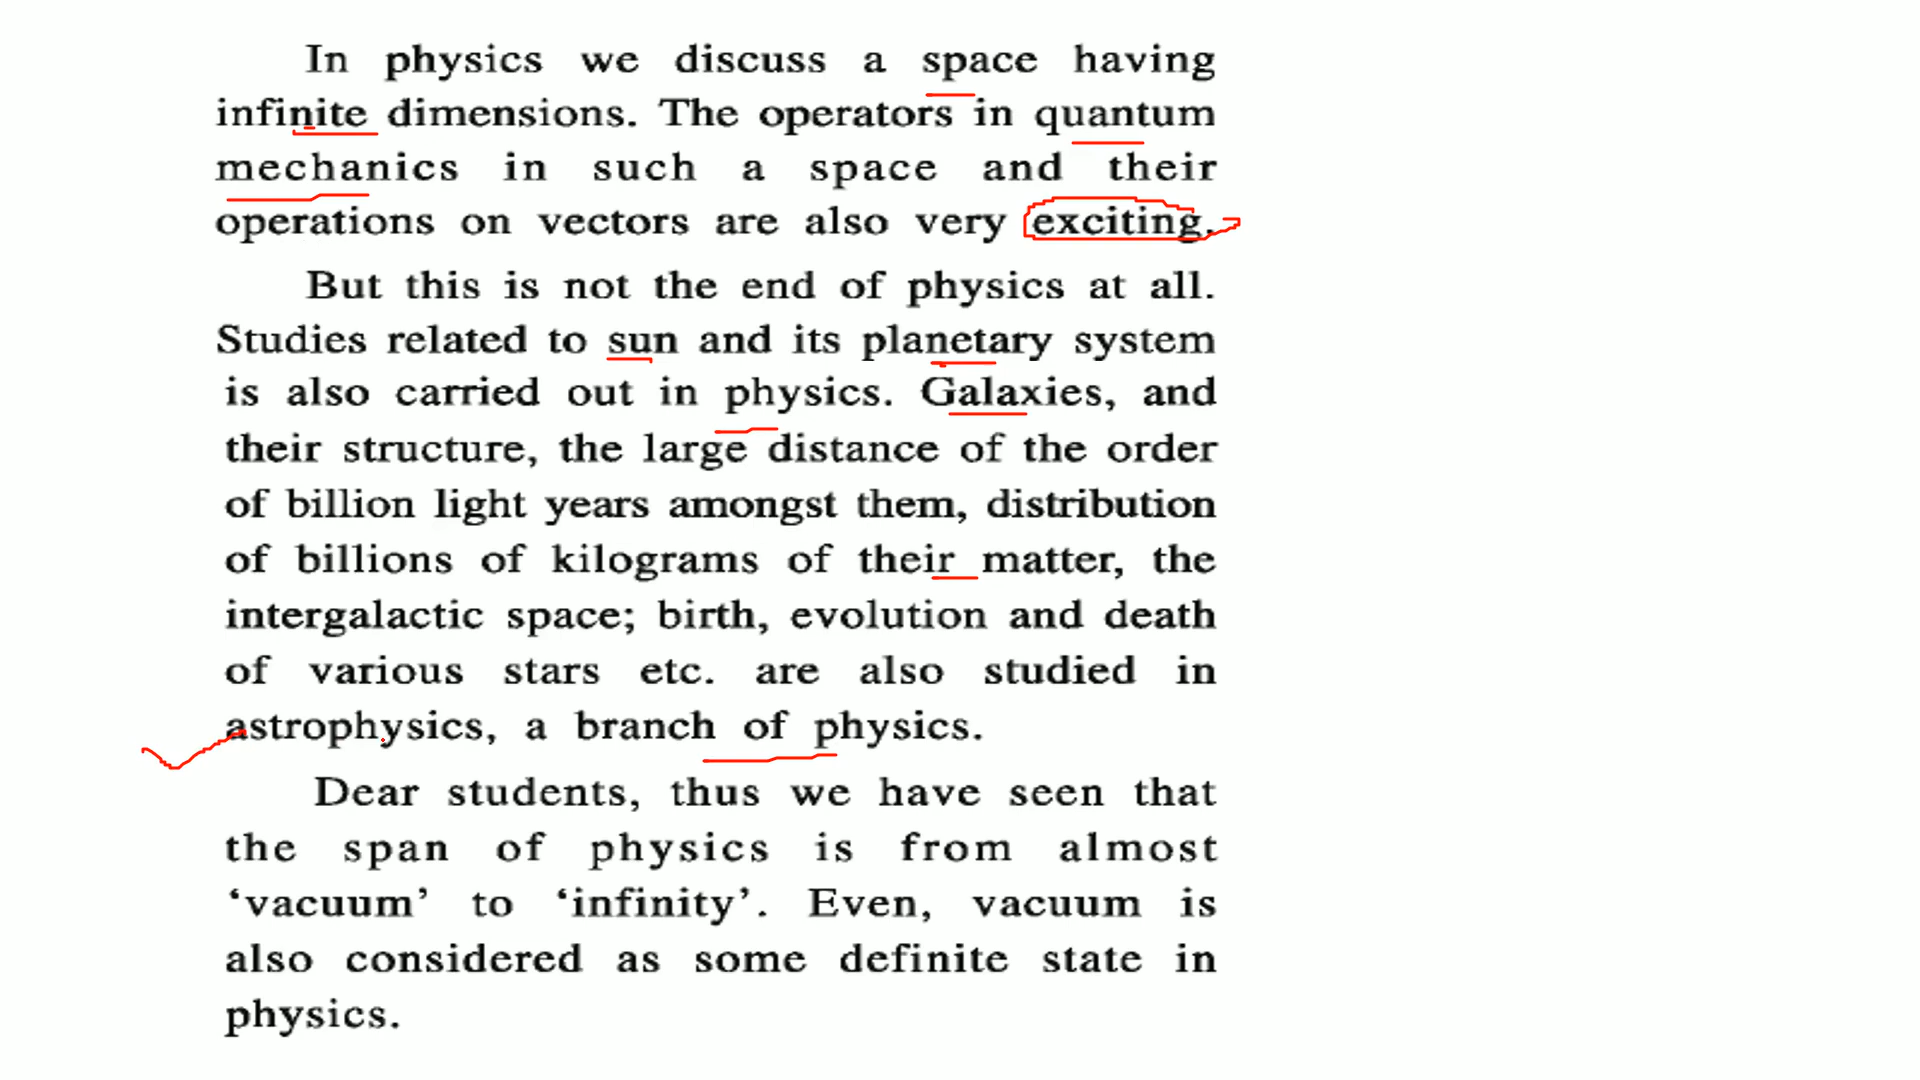 In physics we discuss a space having
infinite dimensions. The operators in quantum
mechanics in such a space and their
operations on vectors are also very exciting.
But this is not the end of physics at all.
Studies related to sun and its planetary system
is also carried out in physics. Galaxies, and
their structure, the large distance of the order
of billion light years amongst them, distribution
of billions of kilograms of their matter, the
intergalactic space; birth, evolution and death
of various stars etc. are also studied in
astrophysics, a branch of physics.
Dear students, thus we have seen that
the span of physics is from almost
‘vacuum’ to ‘infinity’. Even, vacuum is
also considered as some definite state in
physics.